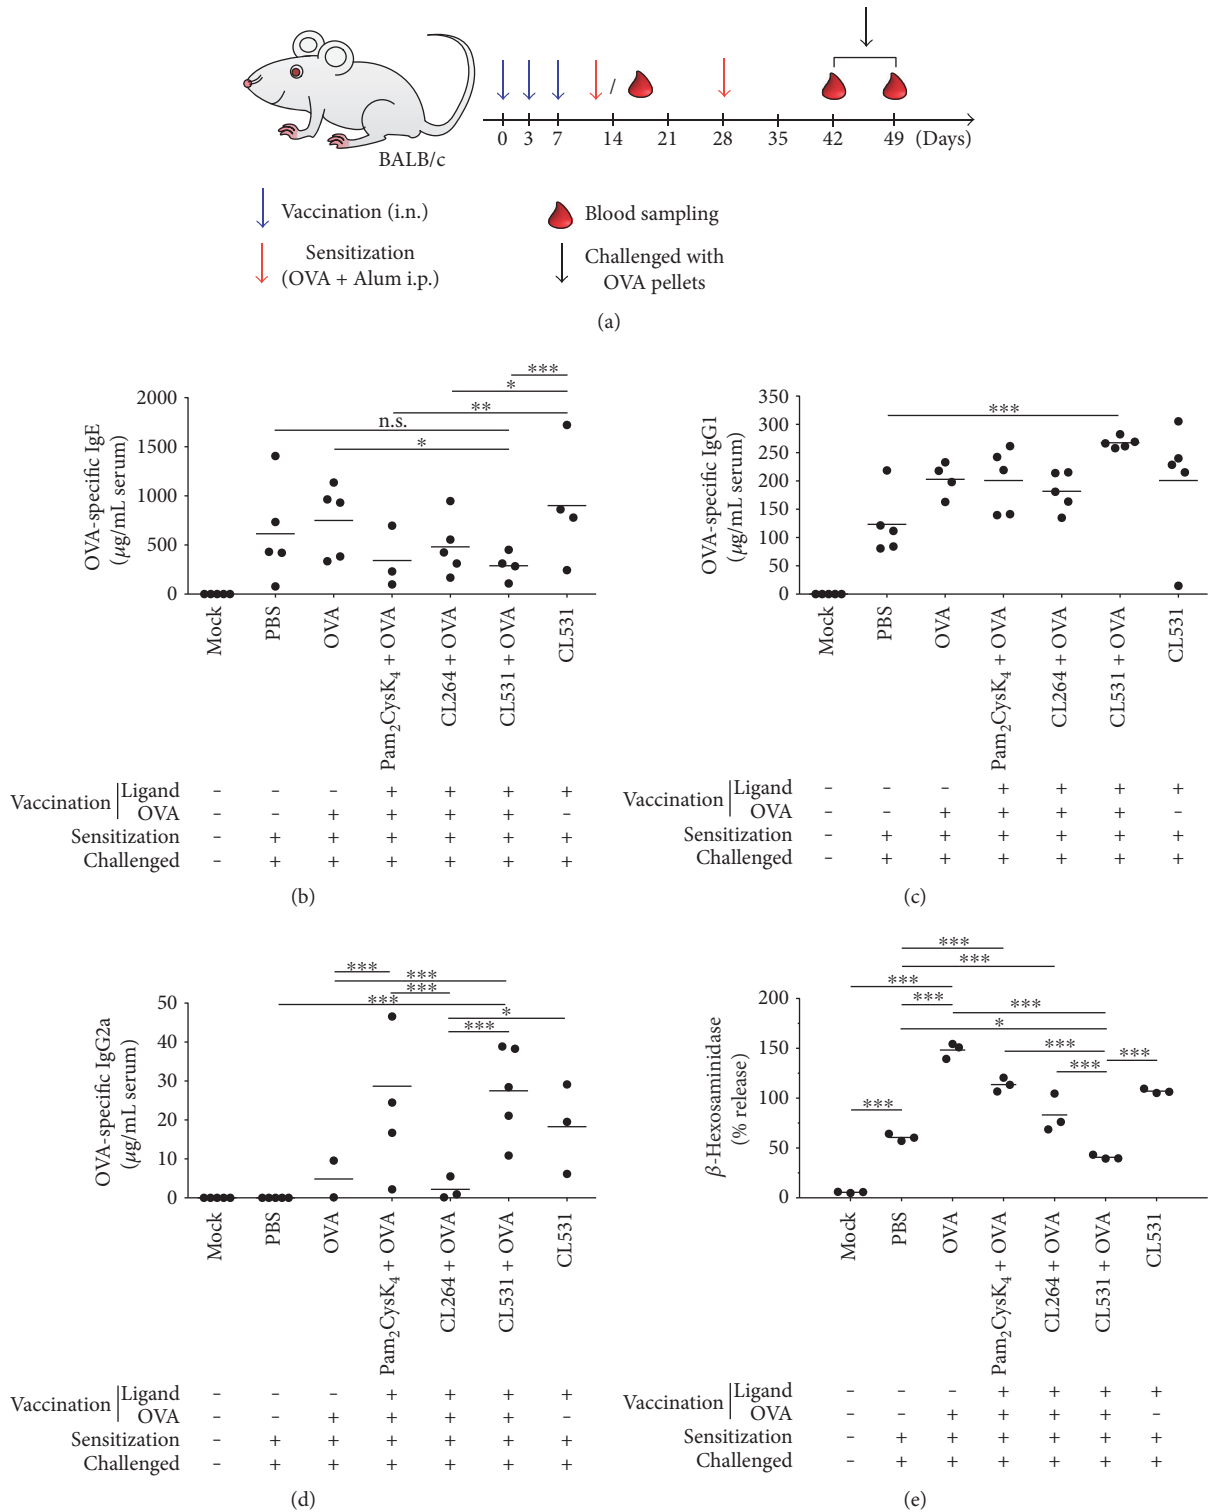 BALB/c
/
0 3 7 14 21 28 35 42 49 (Days)
Vaccination (i.n.)
Blood sampling
Sensitization
(OVA + Alum i.p.)
Challenged with
OVA pellets
(a)
OVA-specific IgE
(μg/mL serum)
2000
1500
1000
500
0
***
*
**
n.s.
*
Mock
PBS
OVA
Pam₂CysK₄ + OVA
CL264 + OVA
CL531 + OVA
CL531
Vaccination
Ligand – – – + + + +
OVA – – + + + + –
Sensitization – + + + + + +
Challenged – + + + + + +
(b)
OVA-specific IgG1
(μg/mL serum)
350
300
250
200
150
100
50
0
***
Mock
PBS
OVA
Pam₂CysK₄ + OVA
CL264 + OVA
CL531 + OVA
CL531
Vaccination
Ligand – – – + + + +
OVA – – + + + + –
Sensitization – + + + + + +
Challenged – + + + + + +
(c)
OVA-specific IgG2a
(μg/mL serum)
50
40
30
20
10
0
***
***
***
***
*
***
Mock
PBS
OVA
Pam₂CysK₄ + OVA
CL264 + OVA
CL531 + OVA
CL531
Vaccination
Ligand – – – + + + +
OVA – – + + + + –
Sensitization – + + + + + +
Challenged – + + + + + +
(d)
β-Hexosaminidase
(% release)
200
150
100
50
0
***
***
***
***
***
*
***
***
***
***
Mock
PBS
OVA
Pam₂CysK₄ + OVA
CL264 + OVA
CL531 + OVA
CL531
Vaccination
Ligand – – – + + + +
OVA – – + + + + –
Sensitization – + + + + + +
Challenged – + + + + + +
(e)